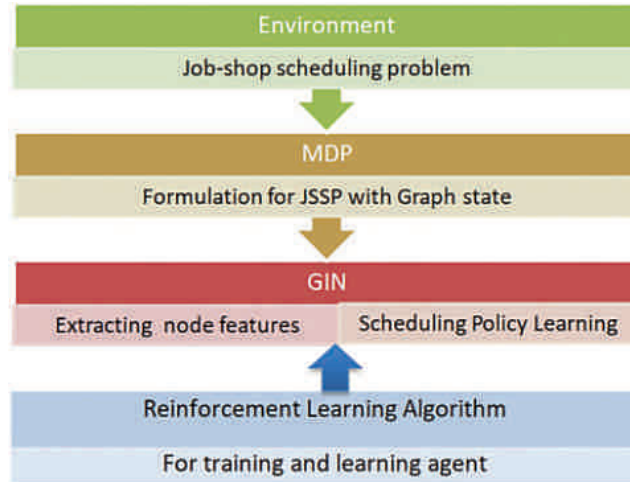 Environment
Job-shop scheduling problem
MDP
Formulation for JSSP with Graph state
GIN
Extracting node features
Scheduling Policy Learning
Reinforcement Learning Algorithm
For training and learning agent